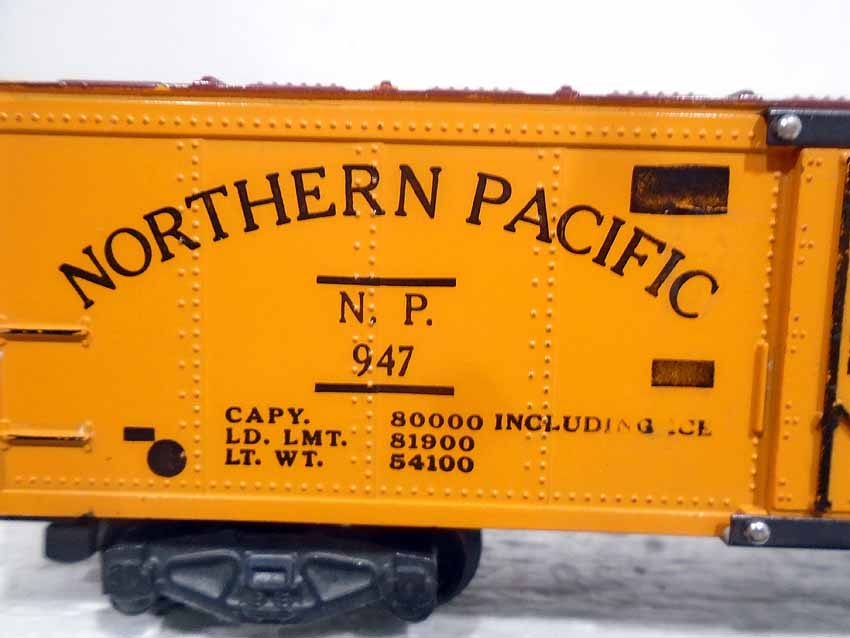 NORTHERN PACIFIC
N. P.
947
CAPY. 80000 INCLUDING ICE
LD. LMT. 81900
LT. WT. 54100